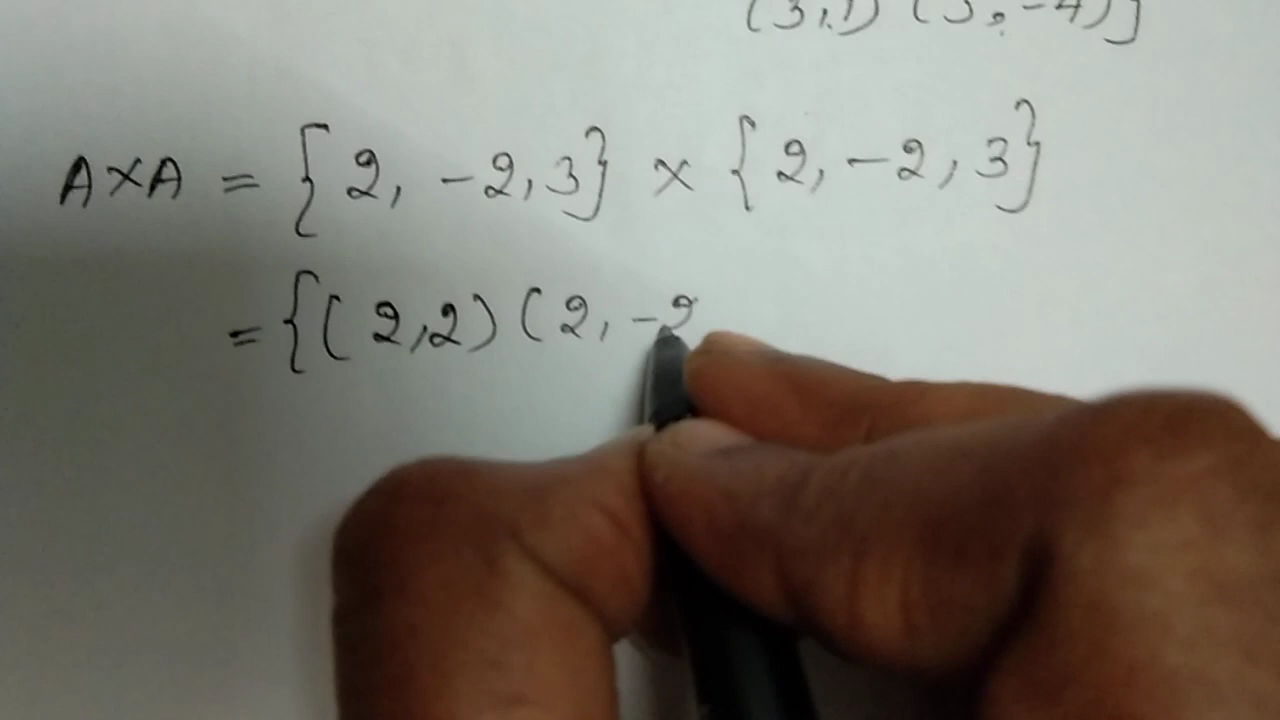 (3,1) (3, -4)}
A×A = { 2, -2, 3} × { 2, -2, 3}
= {( 2,2) ( 2, -2